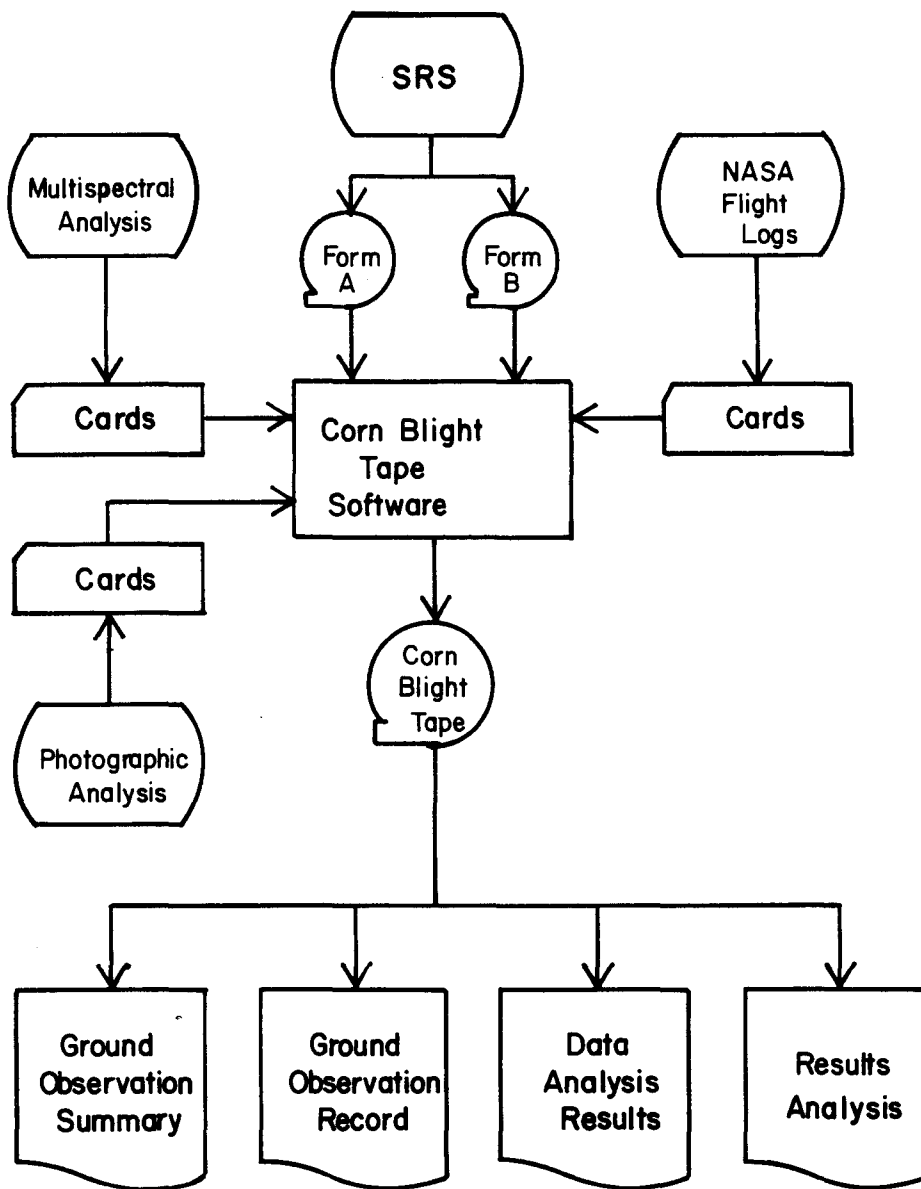 SRS
Multispectral
Analysis
NASA
Flight
Logs
Form
A
Form
B
Cards
Corn Blight
Tape
Software
Cards
Cards
Corn
Blight
Tape
Photographic
Analysis
Ground
Observation
Summary
Ground
Observation
Record
Data
Analysis
Results
Results
Analysis